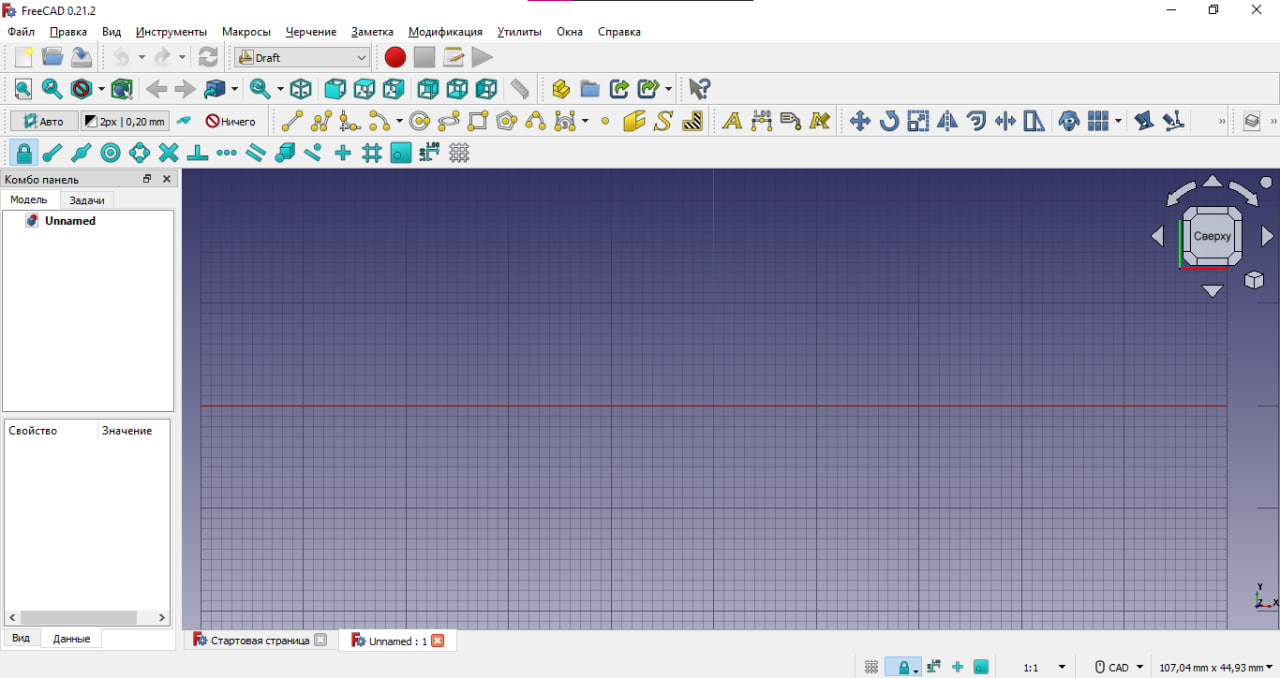 FreeCAD 0.21.2
Файл Правка Вид Инструменты Макросы Черчение Заметка Модификация Утилиты Окна Справка
Draft
Авто 2px | 0,20 mm Ничего
Комбо панель
Модель Задачи
Unnamed
Сверху
Свойство Значение
Y
Z X
Вид Данные
Стартовая страница Unnamed : 1
1:1 CAD 107,04 mm x 44,93 mm